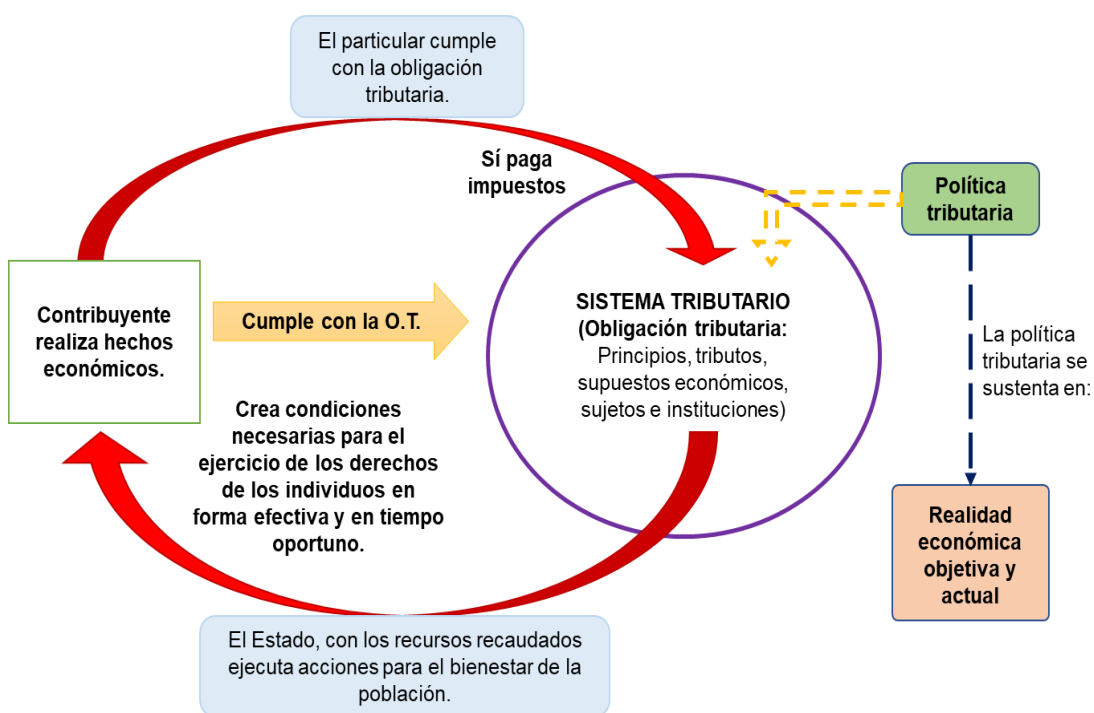 El particular cumple
con la obligación
tributaria.
Sí paga
impuestos
Política
tributaria
Contribuyente
realiza hechos
económicos.
Cumple con la O.T.
SISTEMA TRIBUTARIO
(Obligación tributaria:
Principios, tributos,
supuestos económicos,
sujetos e instituciones)
La política
tributaria se
sustenta en:
Crea condiciones
necesarias para el
ejercicio de los derechos
de los individuos en
forma efectiva y en tiempo
oportuno.
Realidad
económica
objetiva y
actual
El Estado, con los recursos recaudados
ejecuta acciones para el bienestar de la
población.